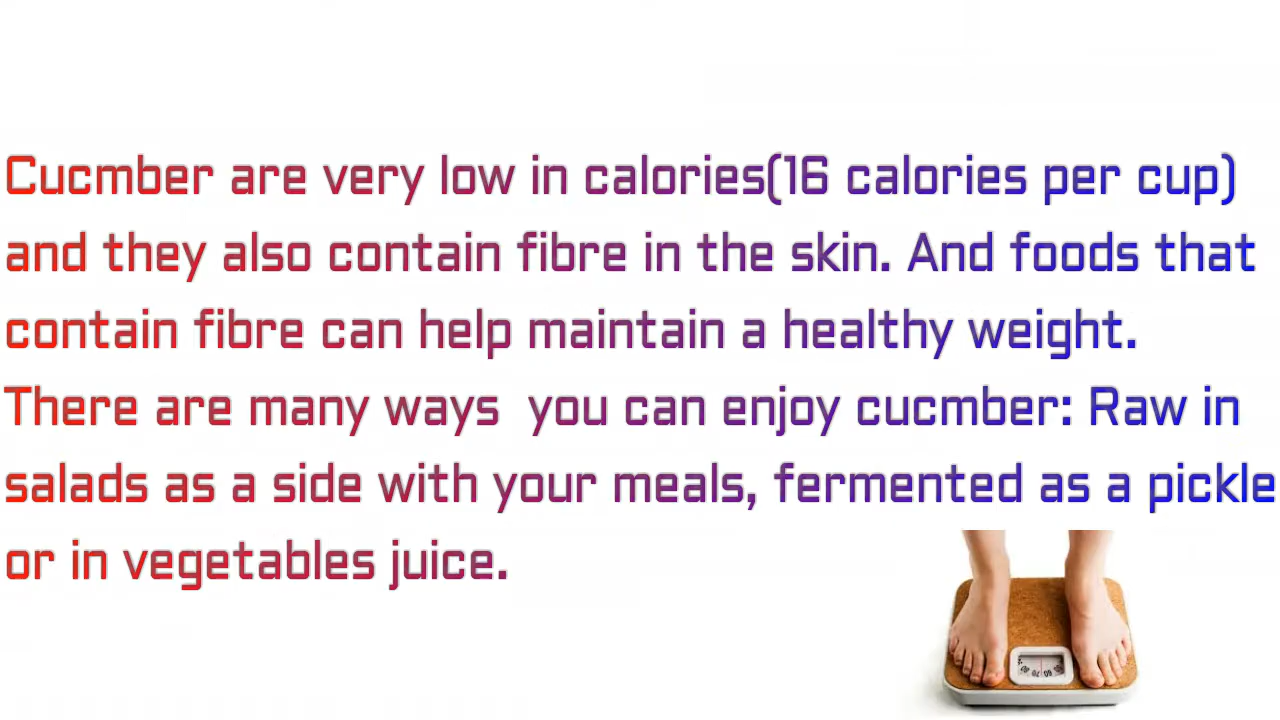 Cucmber are very low in calories(16 calories per cup)
and they also contain fibre in the skin. And foods that
contain fibre can help maintain a healthy weight.
There are many ways  you can enjoy cucmber: Raw in
salads as a side with your meals, fermented as a pickle
or in vegetables juice.